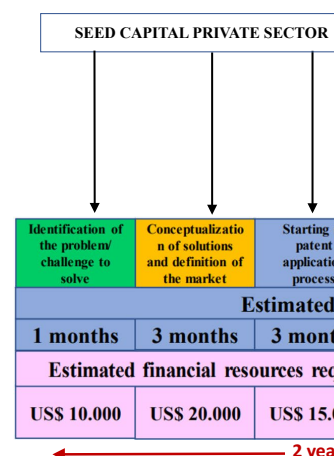 SEED CAPITAL PRIVATE SECTOR
Identification of
the problem/
challenge to
solve
Conceptualizatio
n of solutions
and definition of
the market
Starting
patent
applicatio
process
Estimated
1 months
3 months
3 mont
Estimated financial resources req
US$ 10.000
US$ 20.000
US$ 15.0
2 yea